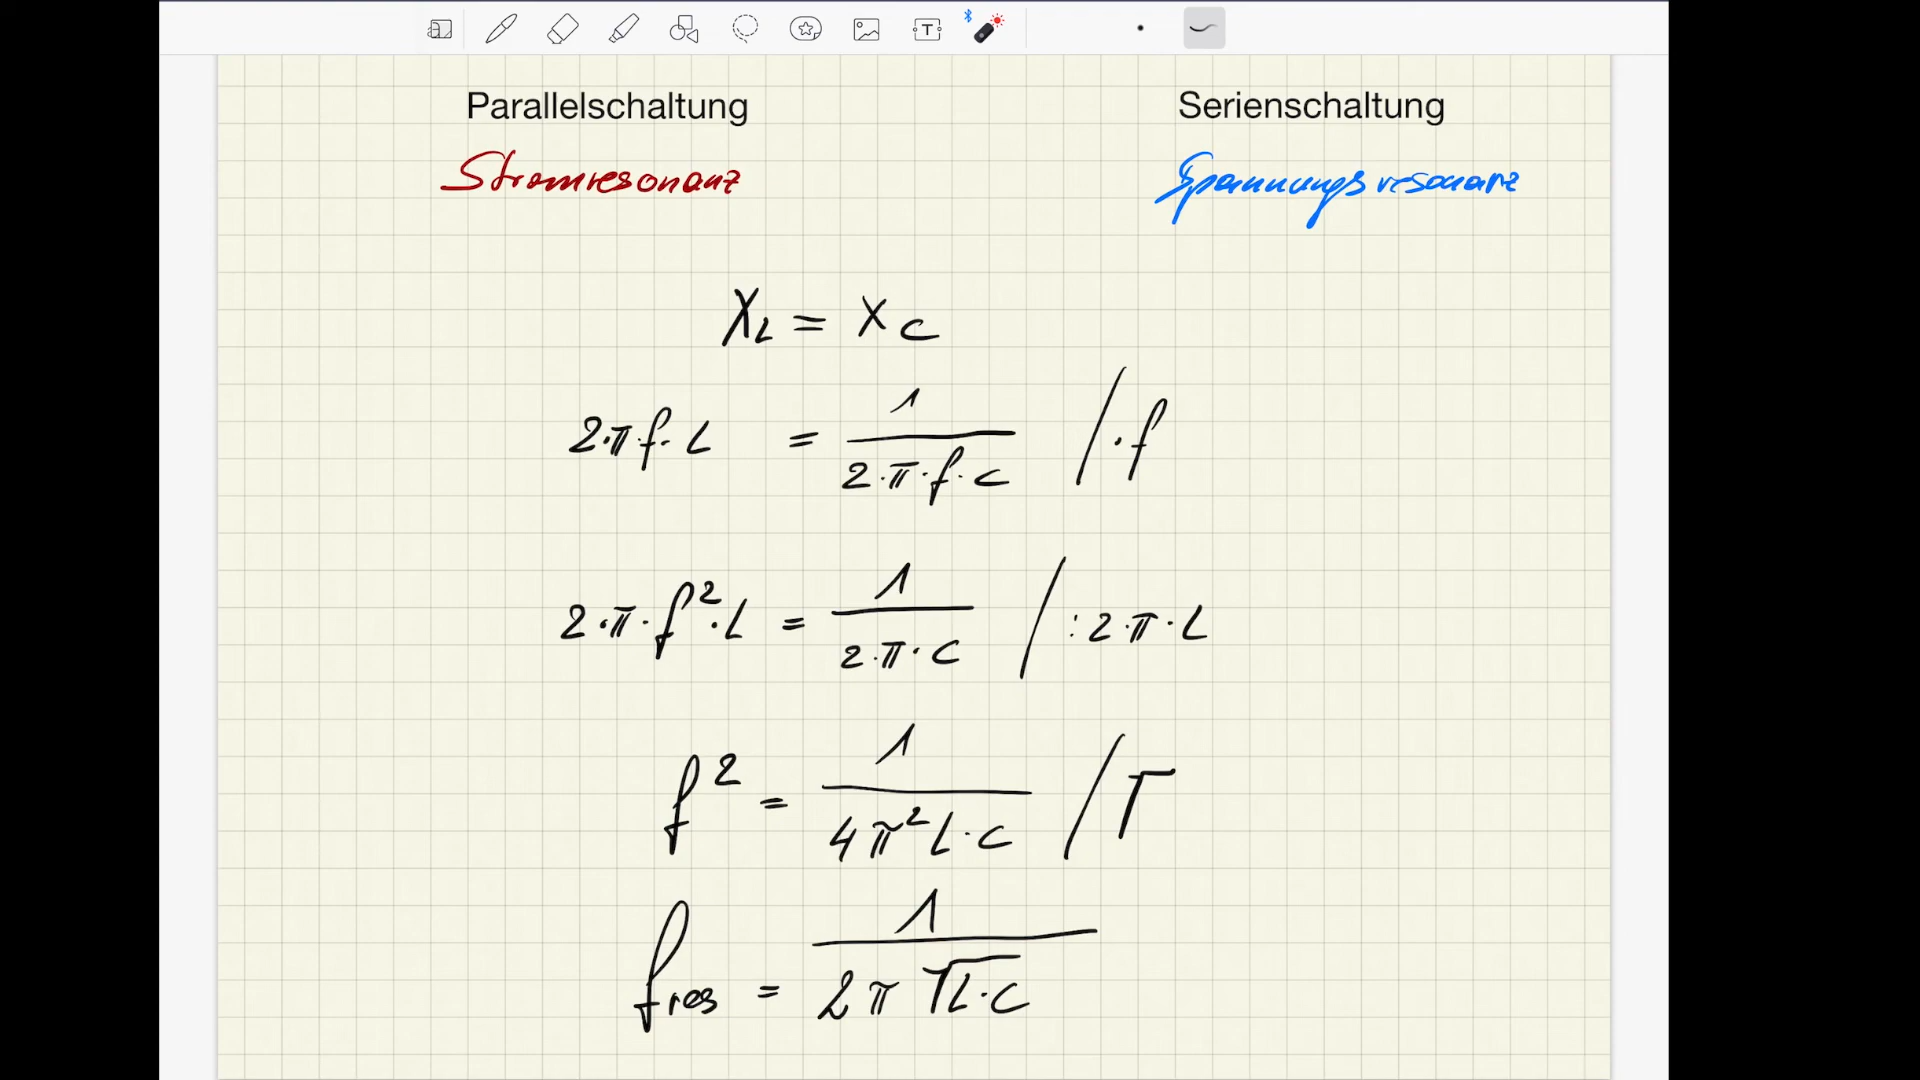 Parallelschaltung Serienschaltung
Stromresonanz Spannungsresonanz
X_L = X_C
2·π·f·L = 1/(2·π·f·C) / ·f
2·π·f²·L = 1/(2·π·C) / :2·π·L
f² = 1/(4π²L·C) / √
f_res = 1/(2π√(L·C))